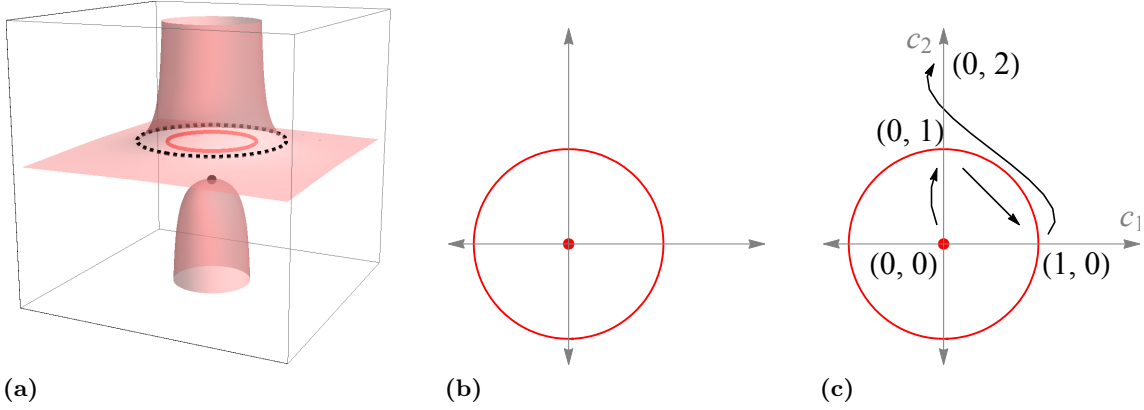 c₂
(0, 2)
(0, 1)
c₁
(0, 0)
(1, 0)
(a)
(b)
(c)